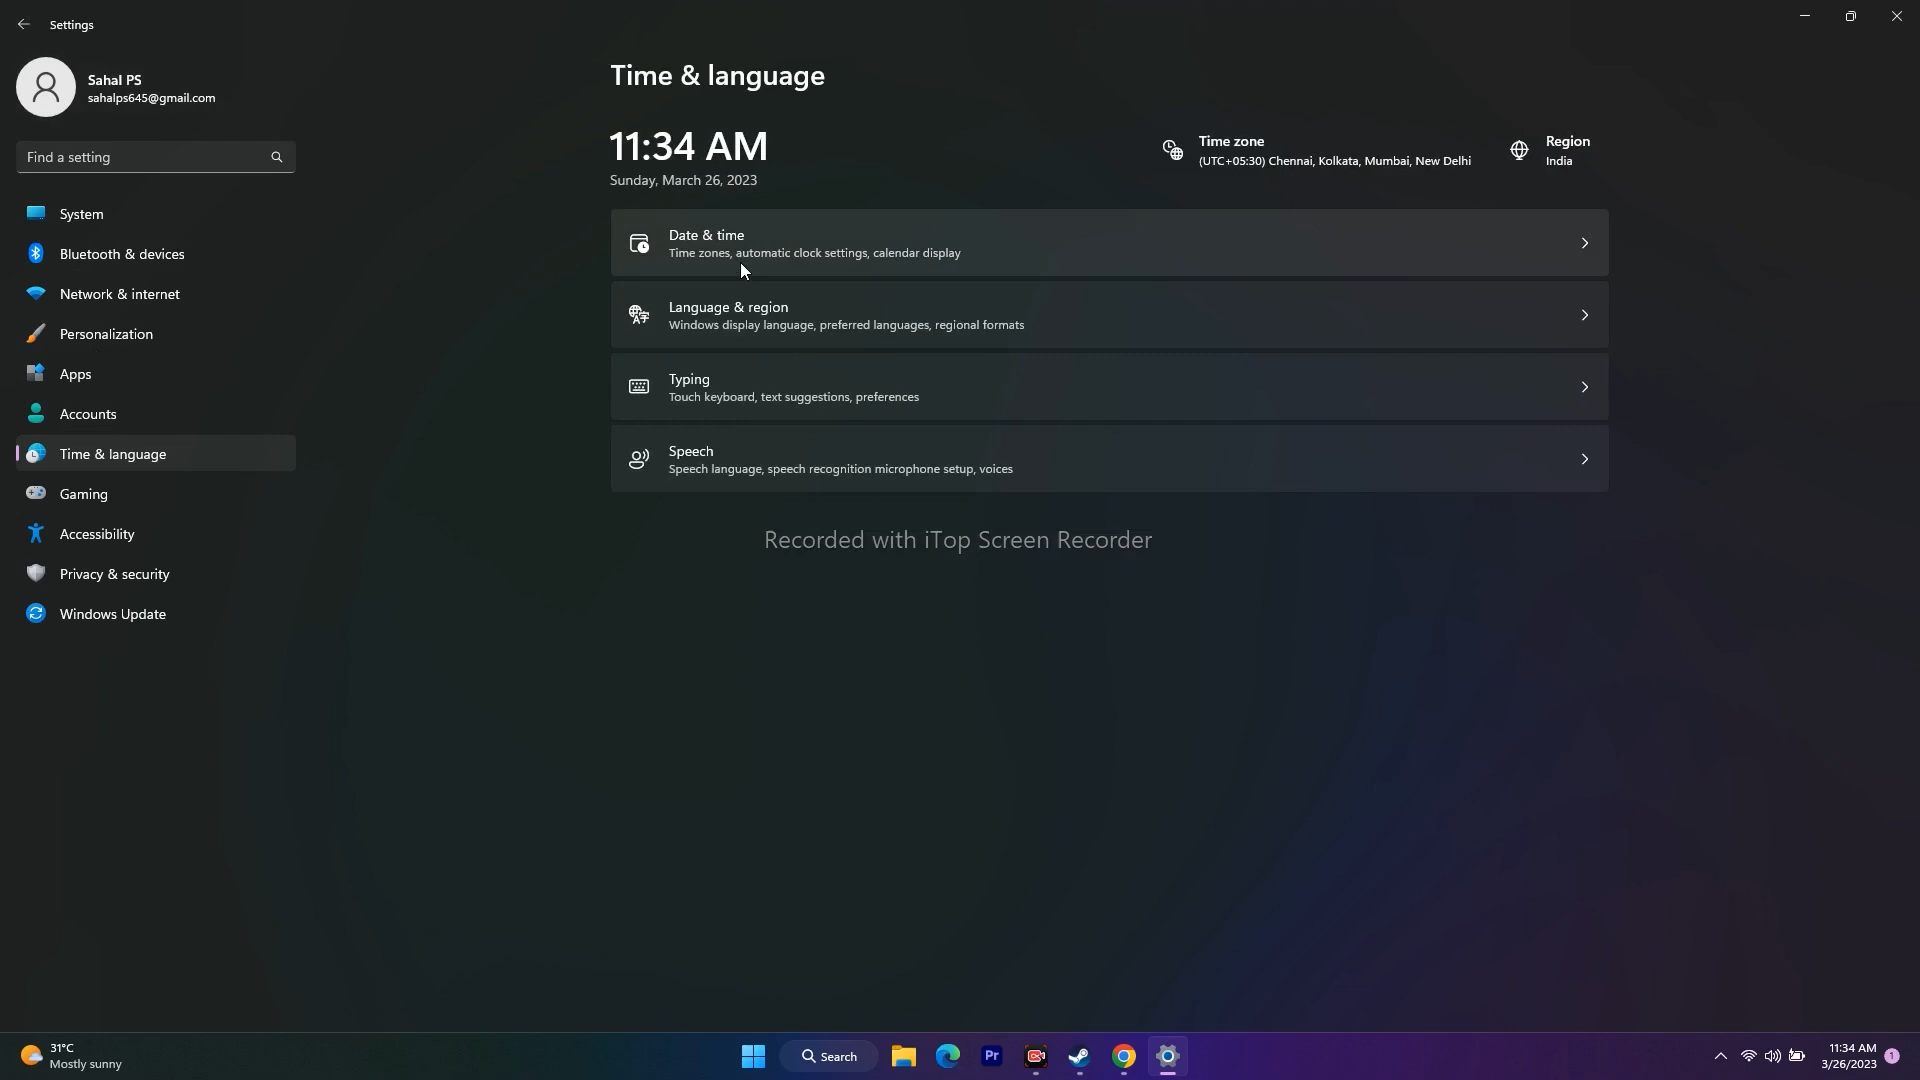 Settings
Sahal PS
sahalps645@gmail.com
Find a setting
System
Bluetooth & devices
Network & internet
Personalization
Apps
Accounts
Time & language
Gaming
Accessibility
Privacy & security
Windows Update
Time & language
11:34 AM
Sunday, March 26, 2023
Time zone
(UTC+05:30) Chennai, Kolkata, Mumbai, New Delhi
Region
India
Date & time
Time zones, automatic clock settings, calendar display
Language & region
Windows display language, preferred languages, regional formats
Typing
Touch keyboard, text suggestions, preferences
Speech
Speech language, speech recognition microphone setup, voices
Recorded with iTop Screen Recorder
31°C
Mostly sunny
Search
Pr
11:34 AM
3/26/2023
1